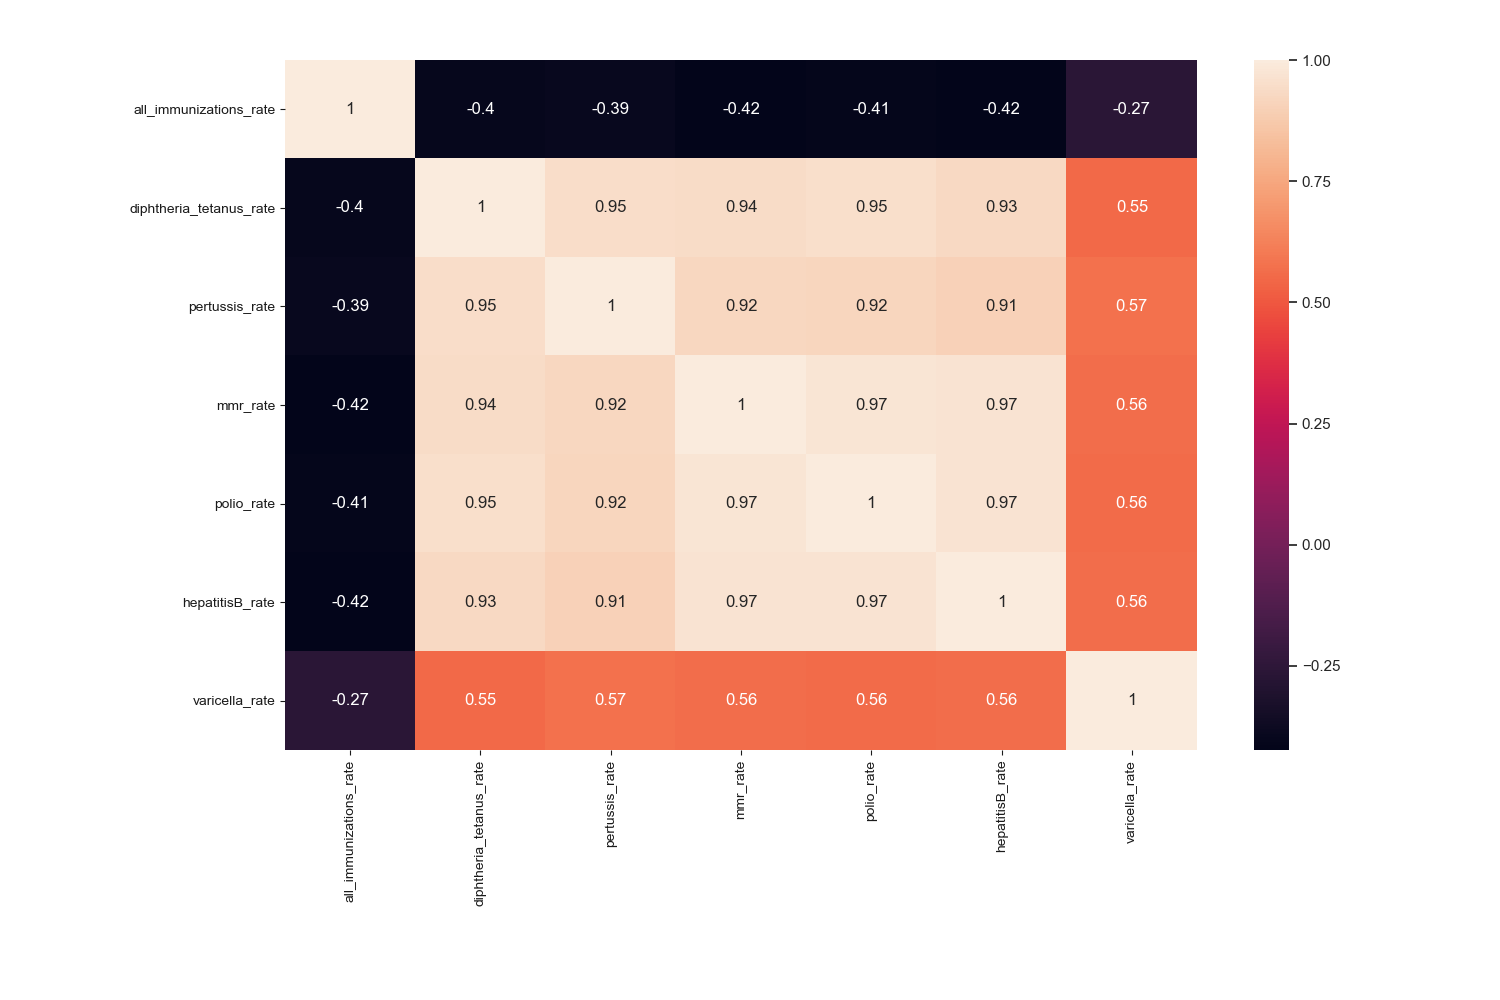 all_immunizations_rate 1 -0.4 -0.39 -0.42 -0.41 -0.42 -0.27
diphtheria_tetanus_rate -0.4 1 0.95 0.94 0.95 0.93 0.55
pertussis_rate -0.39 0.95 1 0.92 0.92 0.91 0.57
mmr_rate -0.42 0.94 0.92 1 0.97 0.97 0.56
polio_rate -0.41 0.95 0.92 0.97 1 0.97 0.56
hepatitisB_rate -0.42 0.93 0.91 0.97 0.97 1 0.56
varicella_rate -0.27 0.55 0.57 0.56 0.56 0.56 1
all_immunizations_rate
diphtheria_tetanus_rate
pertussis_rate
mmr_rate
polio_rate
hepatitisB_rate
varicella_rate
1.00
0.75
0.50
0.25
0.00
−0.25